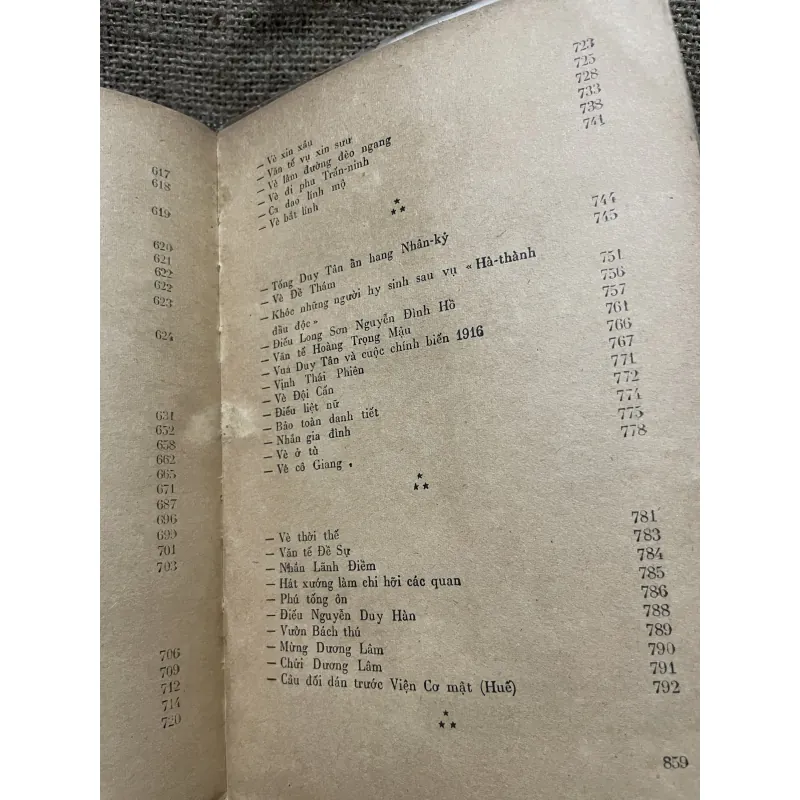 617
618
619
620
621
622
622
623
624
631
652
658
662
665
671
687
696
699
701
703
706
709
712
714
720
— Vè xin xâu 723
— Văn tế vụ xin sưu 725
— Vè làm đường đèo ngang 728
— Vè đi phu Trấn-ninh 733
— Ca dao lính mộ 738
— Vè bắt lính 741
— Tống Duy Tân ẩn hang Nhân-kỷ 744
— Vè Đề Thám 745
— Khóc những người hy sinh sau vụ « Hà-thành
đầu độc» 751
— Điếu Long Sơn Nguyễn Đình Hồ 756
— Văn tế Hoàng Trọng Mậu 757
— Vua Duy Tân và cuộc chính biến 1916 761
— Vịnh Thái Phiên 766
— Vè Đội Cấn 767
— Điếu liệt nữ 771
— Bảo toàn danh tiết 772
— Nhắn gia đình 774
— Vè ở tù 775
— Vè cô Giang . 778
— Vè thời thế 781
— Văn tế Đề Sự 783
— Nhắn Lãnh Điềm 784
— Hát xướng làm chi hỡi các quan 785
— Phú tống ôn 786
— Điếu Nguyễn Duy Hàn 788
— Vườn Bách thú 789
— Mừng Dương Lâm 790
— Chửi Dương Lâm 791
— Câu đối dán trước Viện Cơ mật (Huế) 792
859